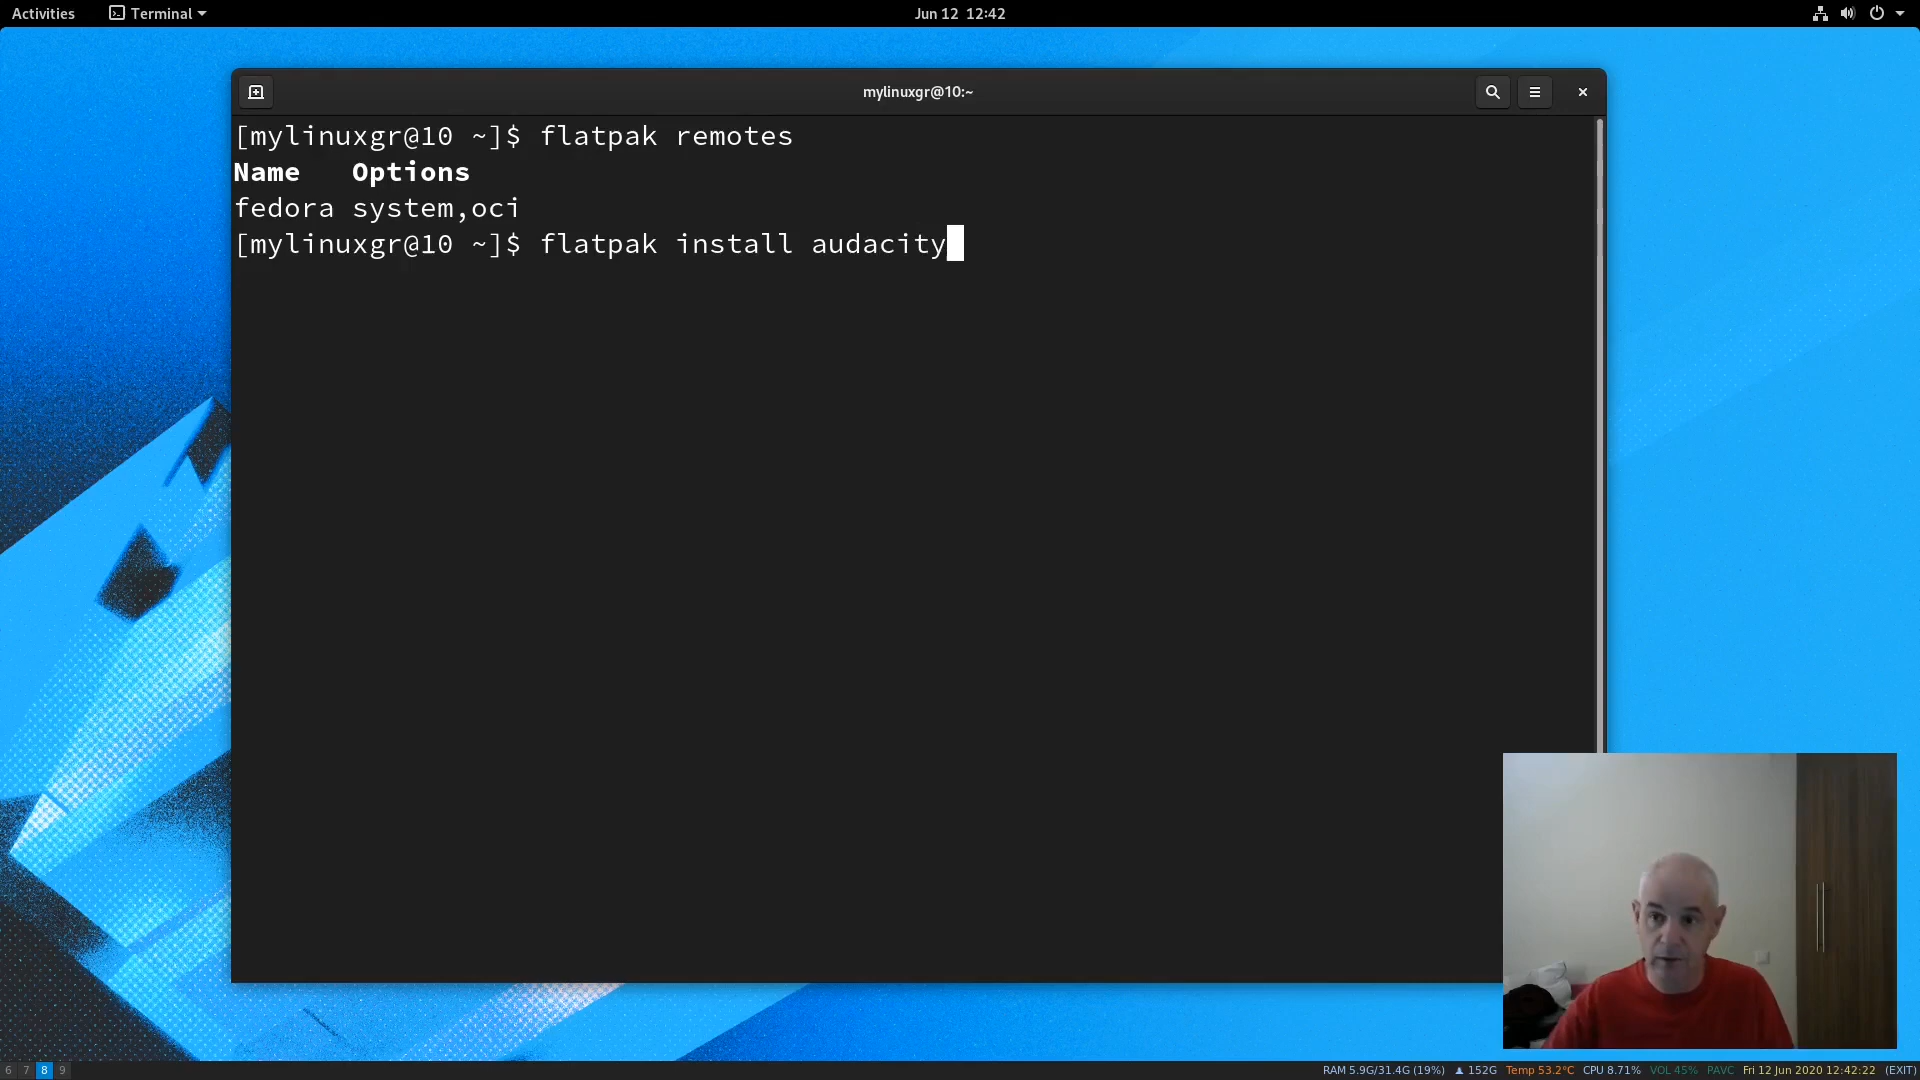 Activities Terminal Jun 12 12:42
mylinuxgr@10:~
[mylinuxgr@10 ~]$ flatpak remotes
Name Options
fedora system,oci
[mylinuxgr@10 ~]$ flatpak install audacity
6 7 8 9 RAM 5.9G/31.4G (19%) 152G Temp 53.2°C CPU 8.71% VOL 45% PAVC Fri 12 Jun 2020 12:42:22 (EXIT)